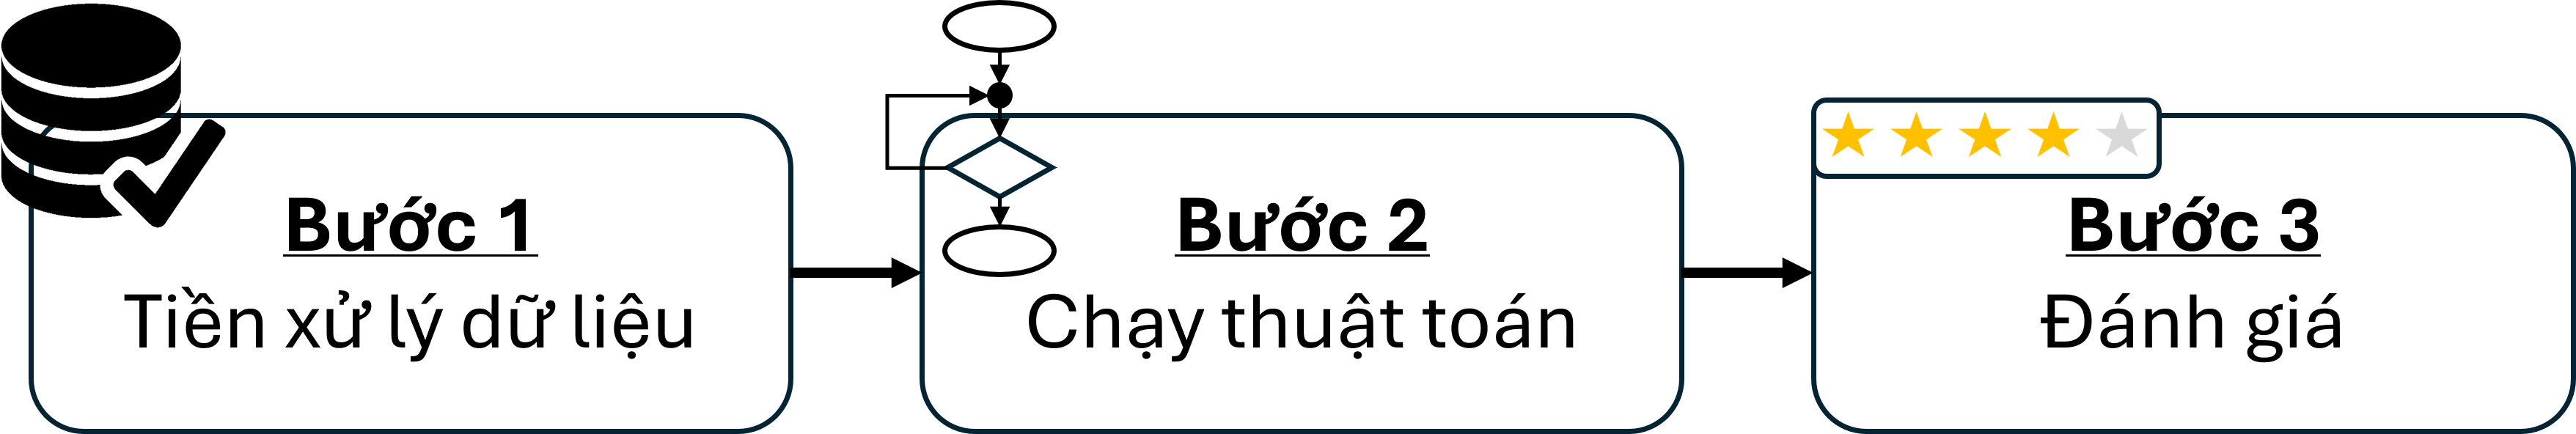 Bước 1
Tiền xử lý dữ liệu
Bước 2
Chạy thuật toán
Bước 3
Đánh giá